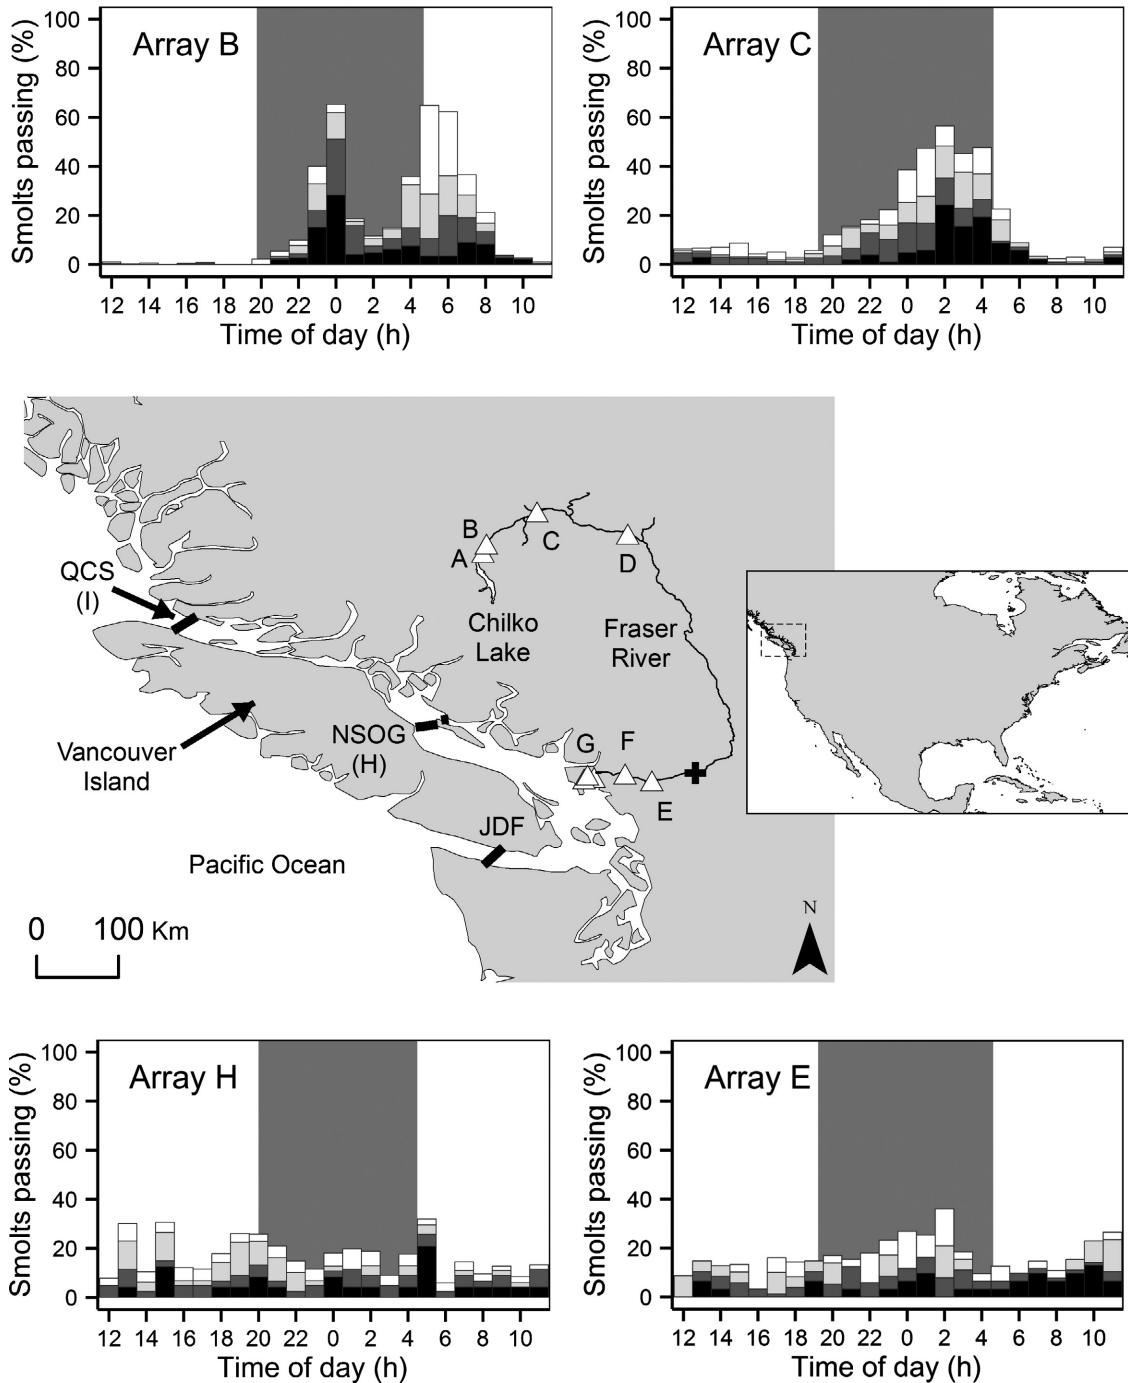 Array B
Smolts passing (%)
100
80
60
40
20
0
12 14 16 18 20 22 0 2 4 6 8 10
Time of day (h)
Array C
Smolts passing (%)
100
80
60
40
20
0
12 14 16 18 20 22 0 2 4 6 8 10
Time of day (h)
B
A
C
D
QCS
(I)
Chilko
Lake
Fraser
River
Vancouver
Island
NSOG
(H)
G
F
E
JDF
Pacific Ocean
0 100 Km
N
Array H
Smolts passing (%)
100
80
60
40
20
0
12 14 16 18 20 22 0 2 4 6 8 10
Time of day (h)
Array E
Smolts passing (%)
100
80
60
40
20
0
12 14 16 18 20 22 0 2 4 6 8 10
Time of day (h)